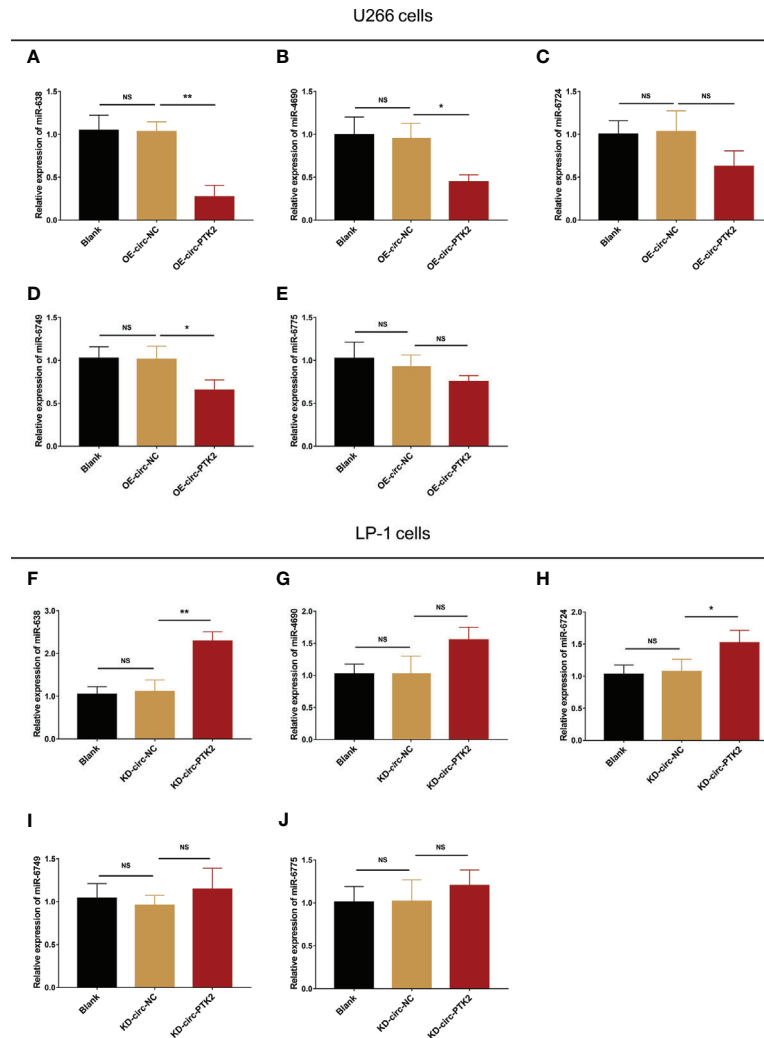 U266 cells
A
B
C
Relative expression of miR-638
1.5
1.0
0.5
0.0
NS
**
Blank
OE-circ-NC
OE-circ-PTK2
Relative expression of miR-4690
1.5
1.0
0.5
0.0
NS
*
Blank
OE-circ-NC
OE-circ-PTK2
Relative expression of miR-6724
1.5
1.0
0.5
0.0
NS
NS
Blank
OE-circ-NC
OE-circ-PTK2
D
E
Relative expression of miR-6749
1.5
1.0
0.5
0.0
NS
*
Blank
OE-circ-NC
OE-circ-PTK2
Relative expression of miR-6775
1.5
1.0
0.5
0.0
NS
NS
Blank
OE-circ-NC
OE-circ-PTK2
LP-1 cells
F
G
H
Relative expression of miR-638
3.0
2.0
1.0
0.0
NS
**
Blank
KD-circ-NC
KD-circ-PTK2
Relative expression of miR-4690
2.0
1.5
1.0
0.5
0.0
NS
NS
Blank
KD-circ-NC
KD-circ-PTK2
Relative expression of miR-6724
2.0
1.5
1.0
0.5
0.0
NS
*
Blank
KD-circ-NC
KD-circ-PTK2
I
J
Relative expression of miR-6749
1.5
1.0
0.5
0.0
NS
NS
Blank
KD-circ-NC
KD-circ-PTK2
Relative expression of miR-6775
1.5
1.0
0.5
0.0
NS
NS
Blank
KD-circ-NC
KD-circ-PTK2